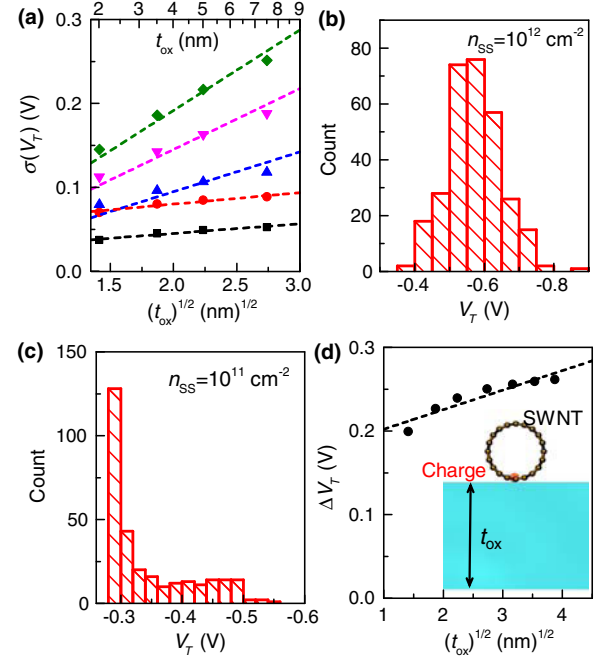 (a)
2 3 4 5 6 7 8 9
t_ox (nm)
0.3
0.2
0.1
0.0
σ(V_T) (V)
1.5 2.0 2.5 3.0
(t_ox)^1/2 (nm)^1/2
(b)
n_SS=10^12 cm^-2
80
60
40
20
0
Count
-0.4 -0.6 -0.8
V_T (V)
(c)
n_SS=10^11 cm^-2
150
100
50
0
Count
-0.3 -0.4 -0.5 -0.6
V_T (V)
(d)
0.3
0.2
0.1
0.0
ΔV_T (V)
SWNT
Charge
t_ox
1 2 3 4
(t_ox)^1/2 (nm)^1/2